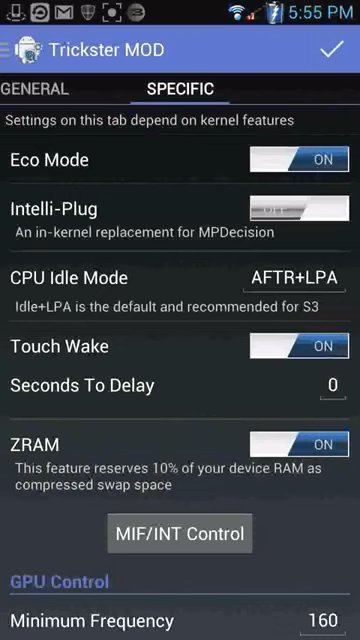 5:55 PM
Trickster MOD
GENERAL
SPECIFIC
Settings on this tab depend on kernel features
Eco Mode
ON
Intelli-Plug
OFF
An in-kernel replacement for MPDecision
CPU Idle Mode
AFTR+LPA
Idle+LPA is the default and recommended for S3
Touch Wake
ON
Seconds To Delay
0
ZRAM
ON
This feature reserves 10% of your device RAM as
compressed swap space
MIF/INT Control
GPU Control
Minimum Frequency
160